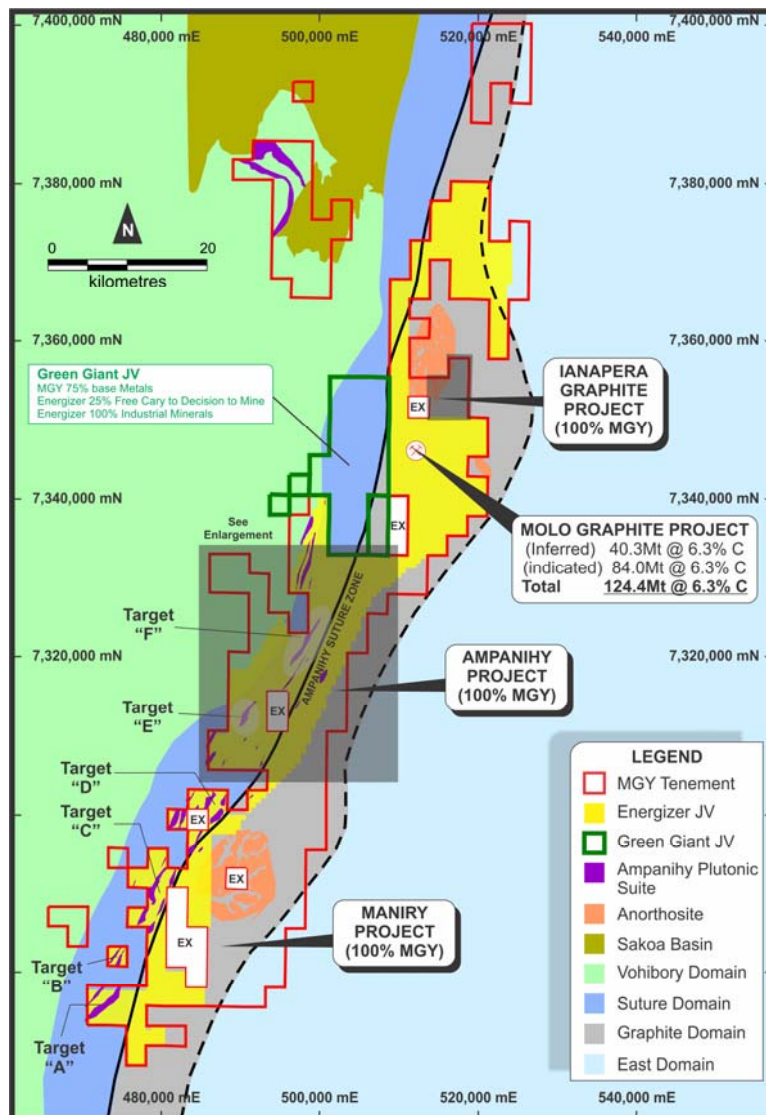 7,400,000 mN
480,000 mE
500,000 mE
520,000 mE
540,000 mE
7,400,000 mN
7,380,000 mN
7,380,000 mN
N
0
20
kilometres
7,360,000 mN
7,360,000 mN
Green Giant JV
MGY 75% base Metals
Energizer 25% Free Cary to Decision to Mine
Energizer 100% Industrial Minerals
IANAPERA
GRAPHITE
PROJECT
(100% MGY)
EX
7,340,000 mN
7,340,000 mN
See
Enlargement
EX
MOLO GRAPHITE PROJECT
(Inferred) 40.3Mt @ 6.3% C
(indicated) 84.0Mt @ 6.3% C
Total 124.4Mt @ 6.3% C
Target
"F"
AMPANIHY SUTURE ZONE
7,320,000 mN
7,320,000 mN
AMPANIHY
PROJECT
(100% MGY)
Target
"E"
EX
Target
"D"
Target
"C"
EX
EX
EX
MANIRY
PROJECT
(100% MGY)
Target
"B"
Target
"A"
LEGEND
MGY Tenement
Energizer JV
Green Giant JV
Ampanihy Plutonic
Suite
Anorthosite
Sakoa Basin
Vohibory Domain
Suture Domain
Graphite Domain
East Domain
480,000 mE
500,000 mE
520,000 mE
540,000 mE